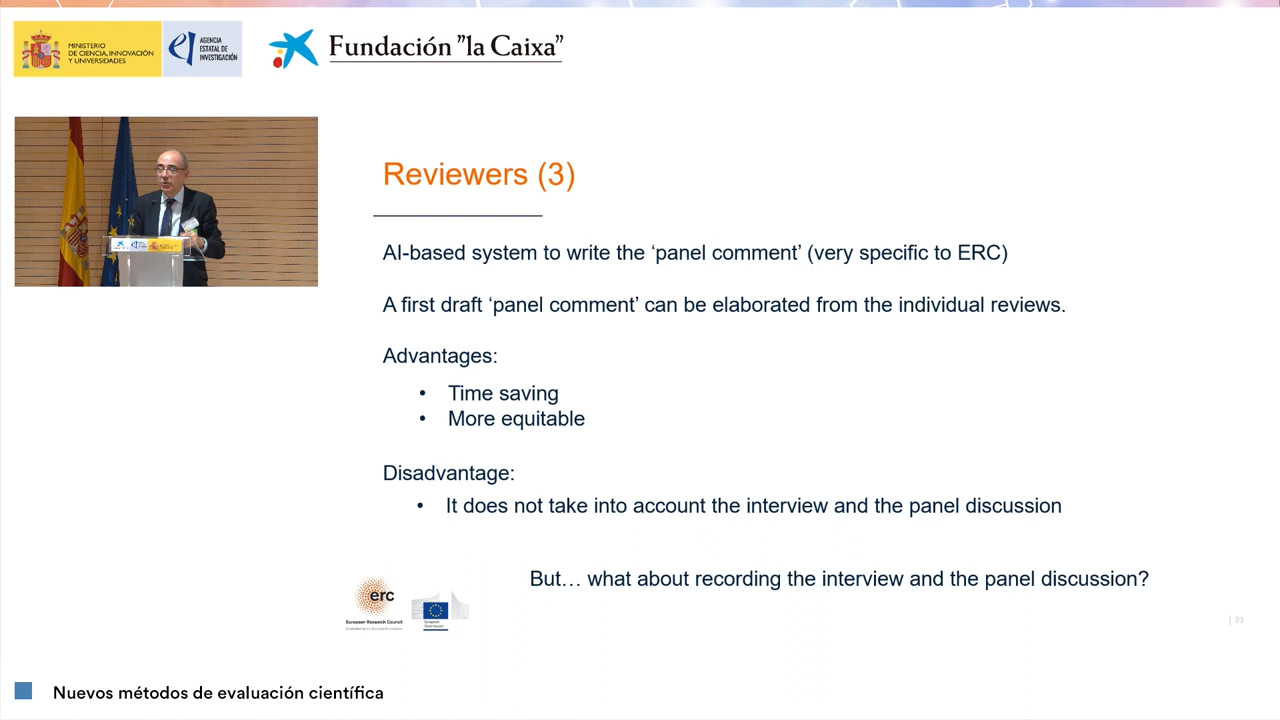 MINISTERIO
DE CIENCIA, INNOVACIÓN
Y UNIVERSIDADES
AGENCIA
ESTATAL DE
INVESTIGACIÓN
Fundación "la Caixa"
Reviewers (3)
AI-based system to write the ‘panel comment’ (very specific to ERC)
A first draft ‘panel comment’ can be elaborated from the individual reviews.
Advantages:
• Time saving
• More equitable
Disadvantage:
• It does not take into account the interview and the panel discussion
But… what about recording the interview and the panel discussion?
erc
European Research Council
European
Commission
| 23
Nuevos métodos de evaluación científica